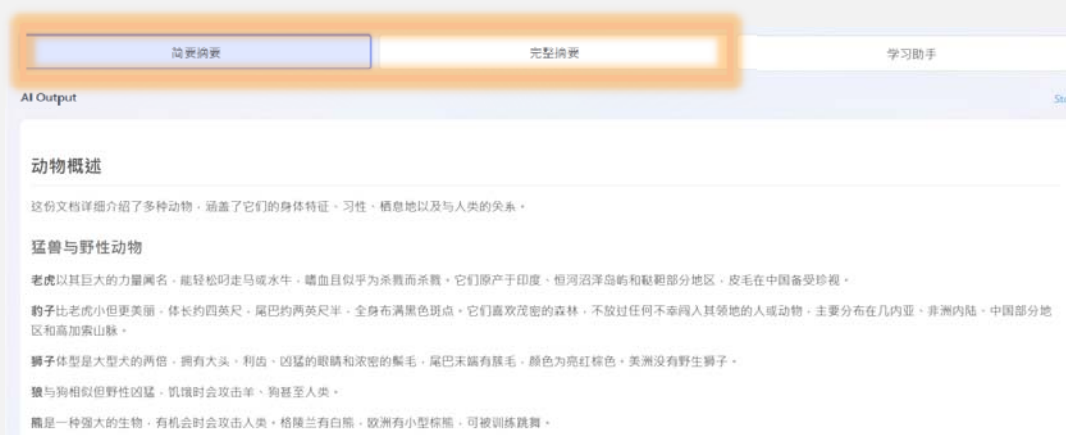 简要摘要
完整摘要
学习助手
AI Output
动物概述
这份文档详细介绍了多种动物，涵盖了它们的身体特征、习性、栖息地以及与人类的关系。
猛兽与野性动物
老虎以其巨大的力量闻名，能轻松叼走马或水牛，嗜血且似乎为杀戮而杀戮。它们原产于印度、恒河沼泽岛屿和鞑靼部分地区，皮毛在中国备受珍视。
豹子比老虎小但更美丽，体长约四英尺，尾巴约两英尺半，全身布满黑色斑点。它们喜欢茂密的森林，不放过任何不幸闯入其领地的人或动物，主要分布在几内亚、非洲内陆、中国部分地
区和高加索山脉。
狮子体型是大型犬的两倍，拥有大头、利齿、凶猛的眼睛和浓密的鬃毛，尾巴末端有簇毛，颜色为亮红棕色。美洲没有野生狮子。
狼与狗相似但野性凶猛，饥饿时会攻击羊、狗甚至人类。
熊是一种强大的生物，有机会时会攻击人类。格陵兰有白熊，欧洲有小型棕熊，可被训练跳舞。